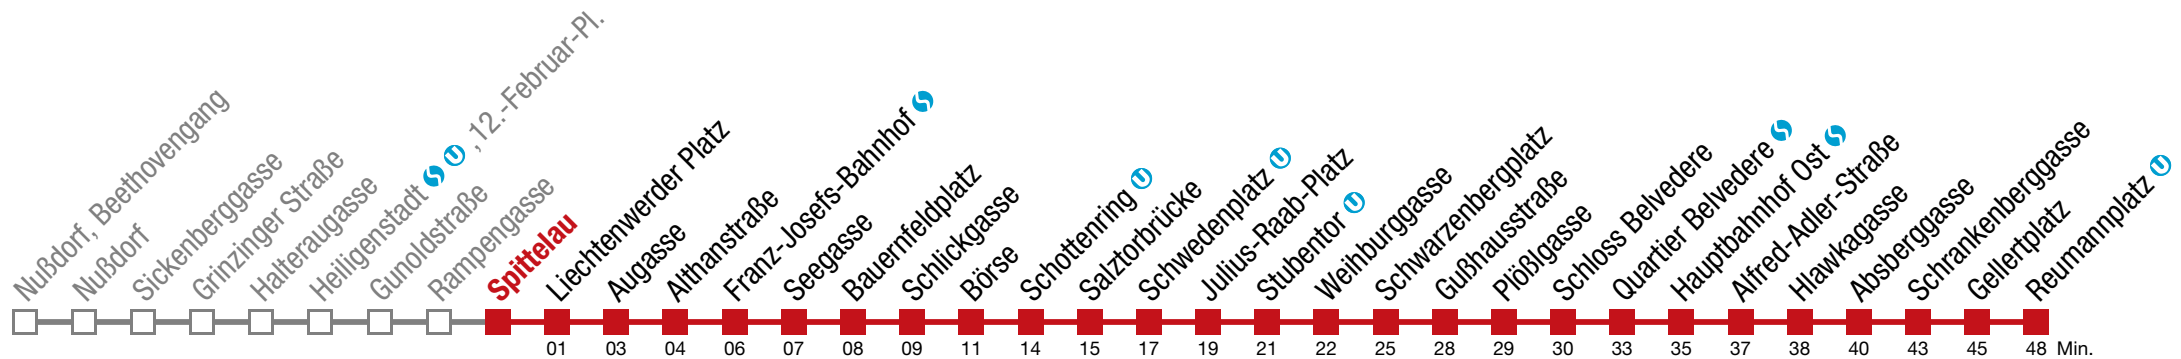 Nußdorf, Beethovengang
Nußdorf
Sickenberggasse
Grinzinger Straße
Halteraugasse
Heiligenstadt S U , 12.-Februar-Pl.
Gunoldstraße
Rampengasse
Spittelau
Liechtenwerder Platz
Augasse
Althanstraße
Franz-Josefs-Bahnhof S
Seegasse
Bauernfeldplatz
Schlickgasse
Börse
Schottenring U
Salztorbrücke
Schwedenplatz U
Julius-Raab-Platz
Stubentor U
Weihburggasse
Schwarzenbergplatz
Gußhausstraße
Plößlgasse
Schloss Belvedere
Quartier Belvedere S
Hauptbahnhof Ost S
Alfred-Adler-Straße
Hlawkagasse
Absberggasse
Schrankenberggasse
Gellertplatz
Reumannplatz U
01 03 04 06 07 08 09 11 14 15 17 19 21 22 25 28 29 30 33 35 37 38 40 43 45 48 Min.